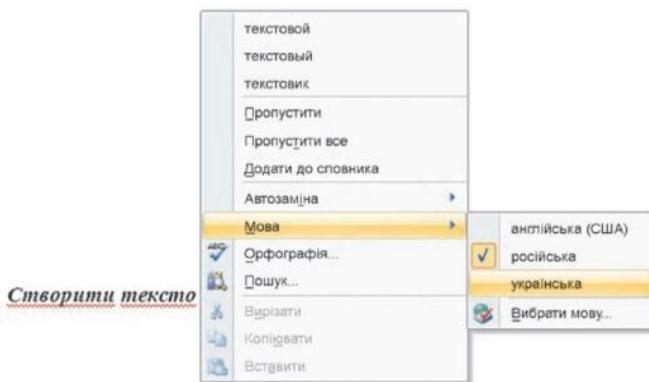 текстовой
текстовый
текстовик
Пропустити
Пропустити все
Додати до словника
Автозаміна
Мова
англійська (США)
російська
українська
Вибрати мову...
Орфографія...
Пошук...
Створити тексто
Вирізати
Копіювати
Вставити